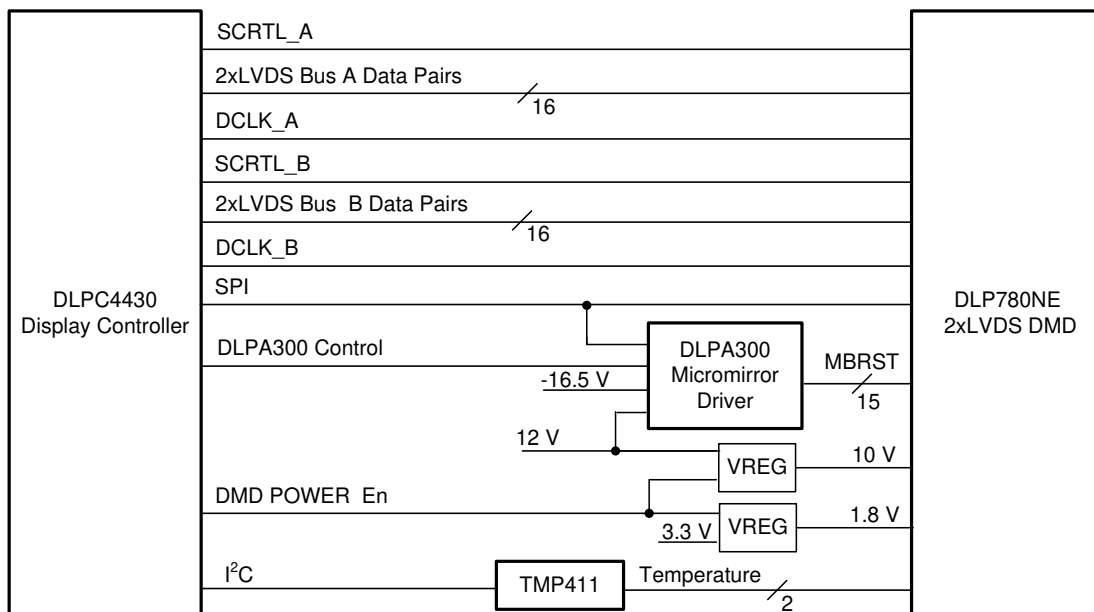 SCRTL_A
2xLVDS Bus A Data Pairs
16
DCLK_A
SCRTL_B
2xLVDS Bus B Data Pairs
16
DCLK_B
SPI
DLPC4430
Display Controller
DLP780NE
2xLVDS DMD
DLPA300 Control
DLPA300
Micromirror
Driver
MBRST
15
-16.5 V
12 V
VREG
10 V
DMD POWER En
3.3 V
VREG
1.8 V
I²C
TMP411
Temperature
2